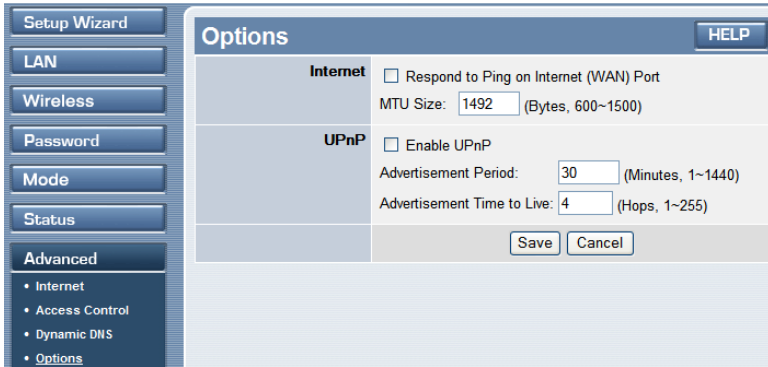 Setup Wizard
LAN
Wireless
Password
Mode
Status
Advanced
• Internet
• Access Control
• Dynamic DNS
• Options
Options
HELP
Internet
Respond to Ping on Internet (WAN) Port
MTU Size: 1492 (Bytes, 600~1500)
UPnP
Enable UPnP
Advertisement Period: 30 (Minutes, 1~1440)
Advertisement Time to Live: 4 (Hops, 1~255)
Save Cancel